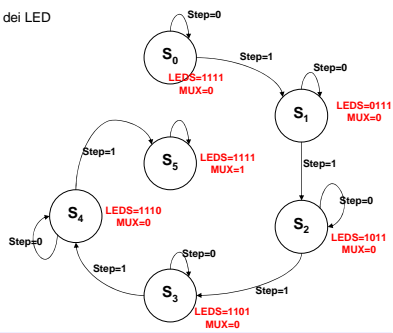 dei LED
Step=0
S0
LEDS=1111
MUX=0
Step=1
Step=0
S1
LEDS=0111
MUX=0
Step=1
S5
LEDS=1111
MUX=1
Step=1
S4
LEDS=1110
MUX=0
Step=0
Step=1
S2
Step=0
LEDS=1011
MUX=0
Step=0
S3
Step=1
LEDS=1101
MUX=0